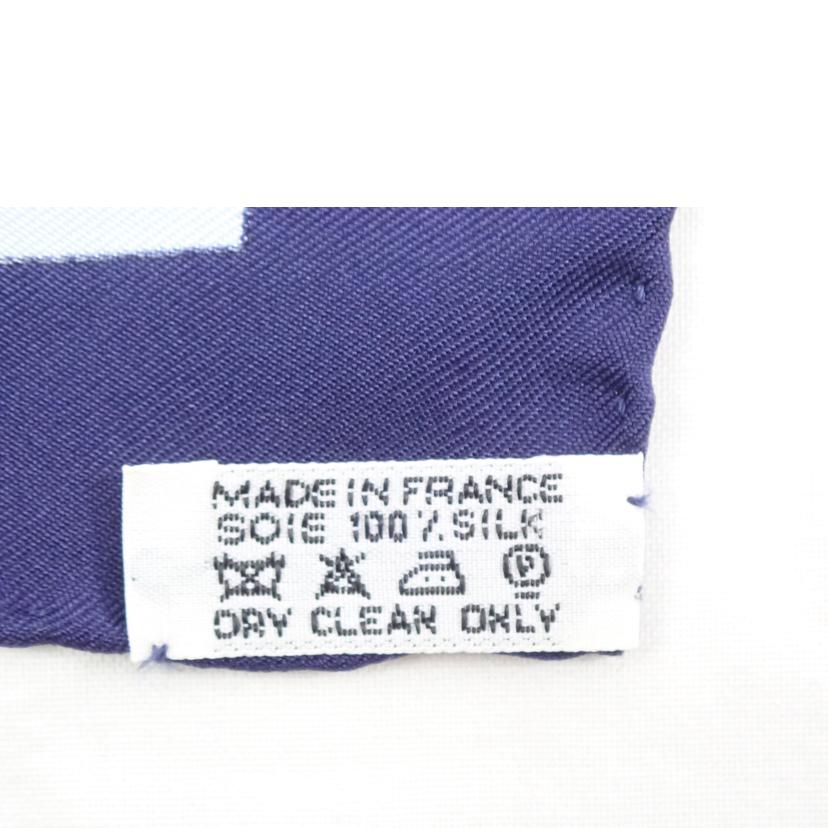 MADE IN FRANCE
SOIE 100% SILK
P
DRY CLEAN ONLY